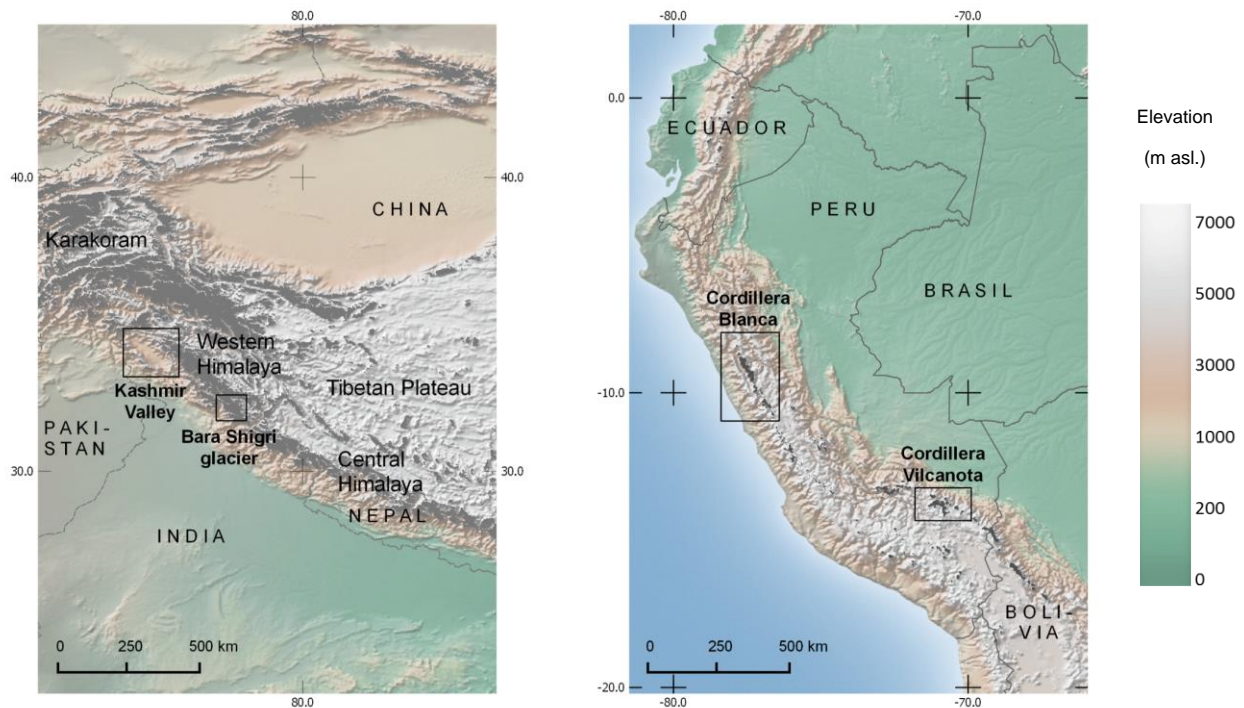 80.0
40.0
40.0
CHINA
Karakoram
Western
Himalaya
Kashmir
Valley
Tibetan Plateau
PAKI-
STAN
Bara Shigri
glacier
30.0
Central
Himalaya
30.0
NEPAL
INDIA
0 250 500 km
80.0
-80.0
-70.0
0.0
ECUADOR
PERU
Cordillera
Blanca
BRASIL
-10.0
Cordillera
Vilcanota
BOLI-
VIA
0 250 500 km
-20.0
-80.0
-70.0
Elevation
(m asl.)
7000
5000
3000
1000
200
0